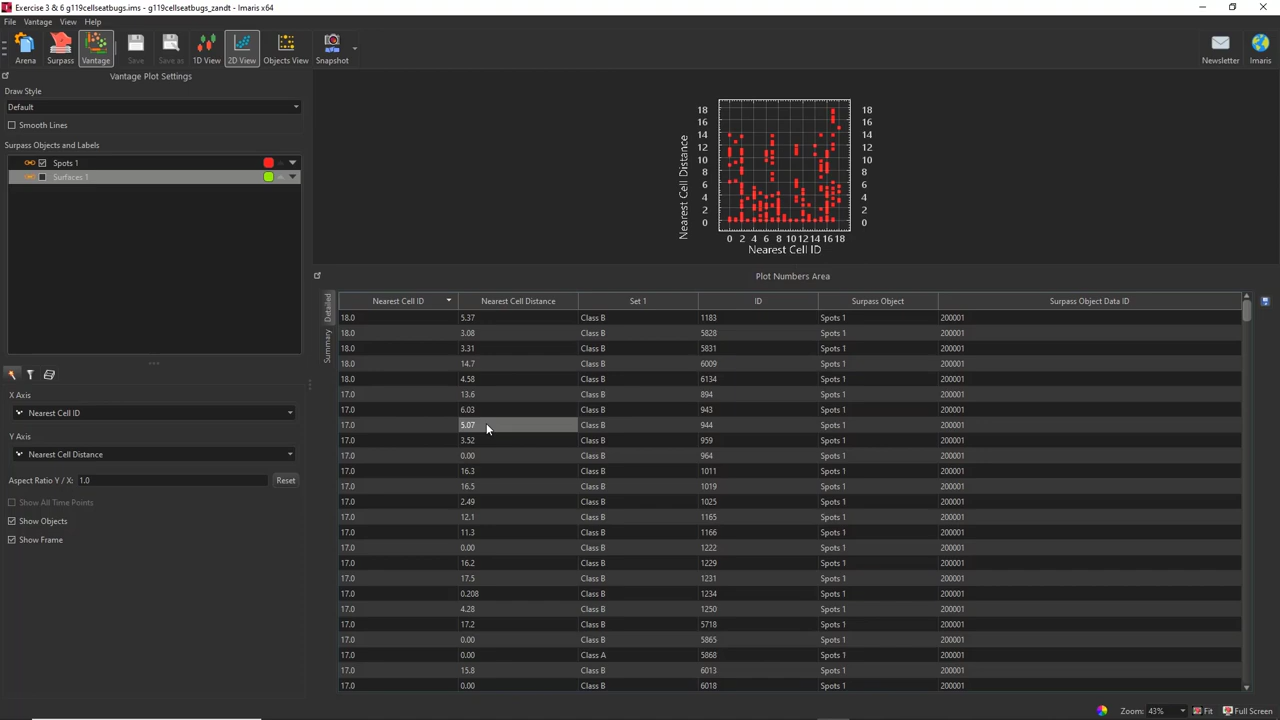 Exercise 3 & 6 g119cellseatbugs.ims - g119cellseatbugs_zandt - Imaris x64
File Vantage View Help
Arena Surpass Vantage Save Save as 1D View 2D View Objects View Snapshot Newsletter Imaris
Vantage Plot Settings
Draw Style
Default
Smooth Lines
Surpass Objects and Labels
Spots 1
Surfaces 1
X Axis
Nearest Cell ID
Y Axis
Nearest Cell Distance
Aspect Ratio Y / X: 1.0 Reset
Show All Time Points
Show Objects
Show Frame
18 18
16 16
14 14
12 12
10 10
8 8
6 6
4 4
2 2
0 0
Nearest Cell Distance
0 2 4 6 8 10 12 14 16 18
Nearest Cell ID
Plot Numbers Area
Detailed
Summary
Nearest Cell ID Nearest Cell Distance Set 1 ID Surpass Object Surpass Object Data ID
18.0 5.37 Class B 1183 Spots 1 200001
18.0 3.08 Class B 5828 Spots 1 200001
18.0 3.31 Class B 5831 Spots 1 200001
18.0 14.7 Class B 6009 Spots 1 200001
18.0 4.58 Class B 6134 Spots 1 200001
17.0 13.6 Class B 894 Spots 1 200001
17.0 6.03 Class B 943 Spots 1 200001
17.0 5.07 Class B 944 Spots 1 200001
17.0 3.52 Class B 959 Spots 1 200001
17.0 0.00 Class B 964 Spots 1 200001
17.0 16.3 Class B 1011 Spots 1 200001
17.0 16.5 Class B 1019 Spots 1 200001
17.0 2.49 Class B 1025 Spots 1 200001
17.0 12.1 Class B 1165 Spots 1 200001
17.0 11.3 Class B 1166 Spots 1 200001
17.0 0.00 Class B 1222 Spots 1 200001
17.0 16.2 Class B 1229 Spots 1 200001
17.0 17.5 Class B 1231 Spots 1 200001
17.0 0.208 Class B 1234 Spots 1 200001
17.0 4.28 Class B 1250 Spots 1 200001
17.0 17.2 Class B 5718 Spots 1 200001
17.0 0.00 Class B 5865 Spots 1 200001
17.0 0.00 Class A 5868 Spots 1 200001
17.0 15.8 Class B 6013 Spots 1 200001
17.0 0.00 Class B 6018 Spots 1 200001
Zoom: 43% Fit Full Screen